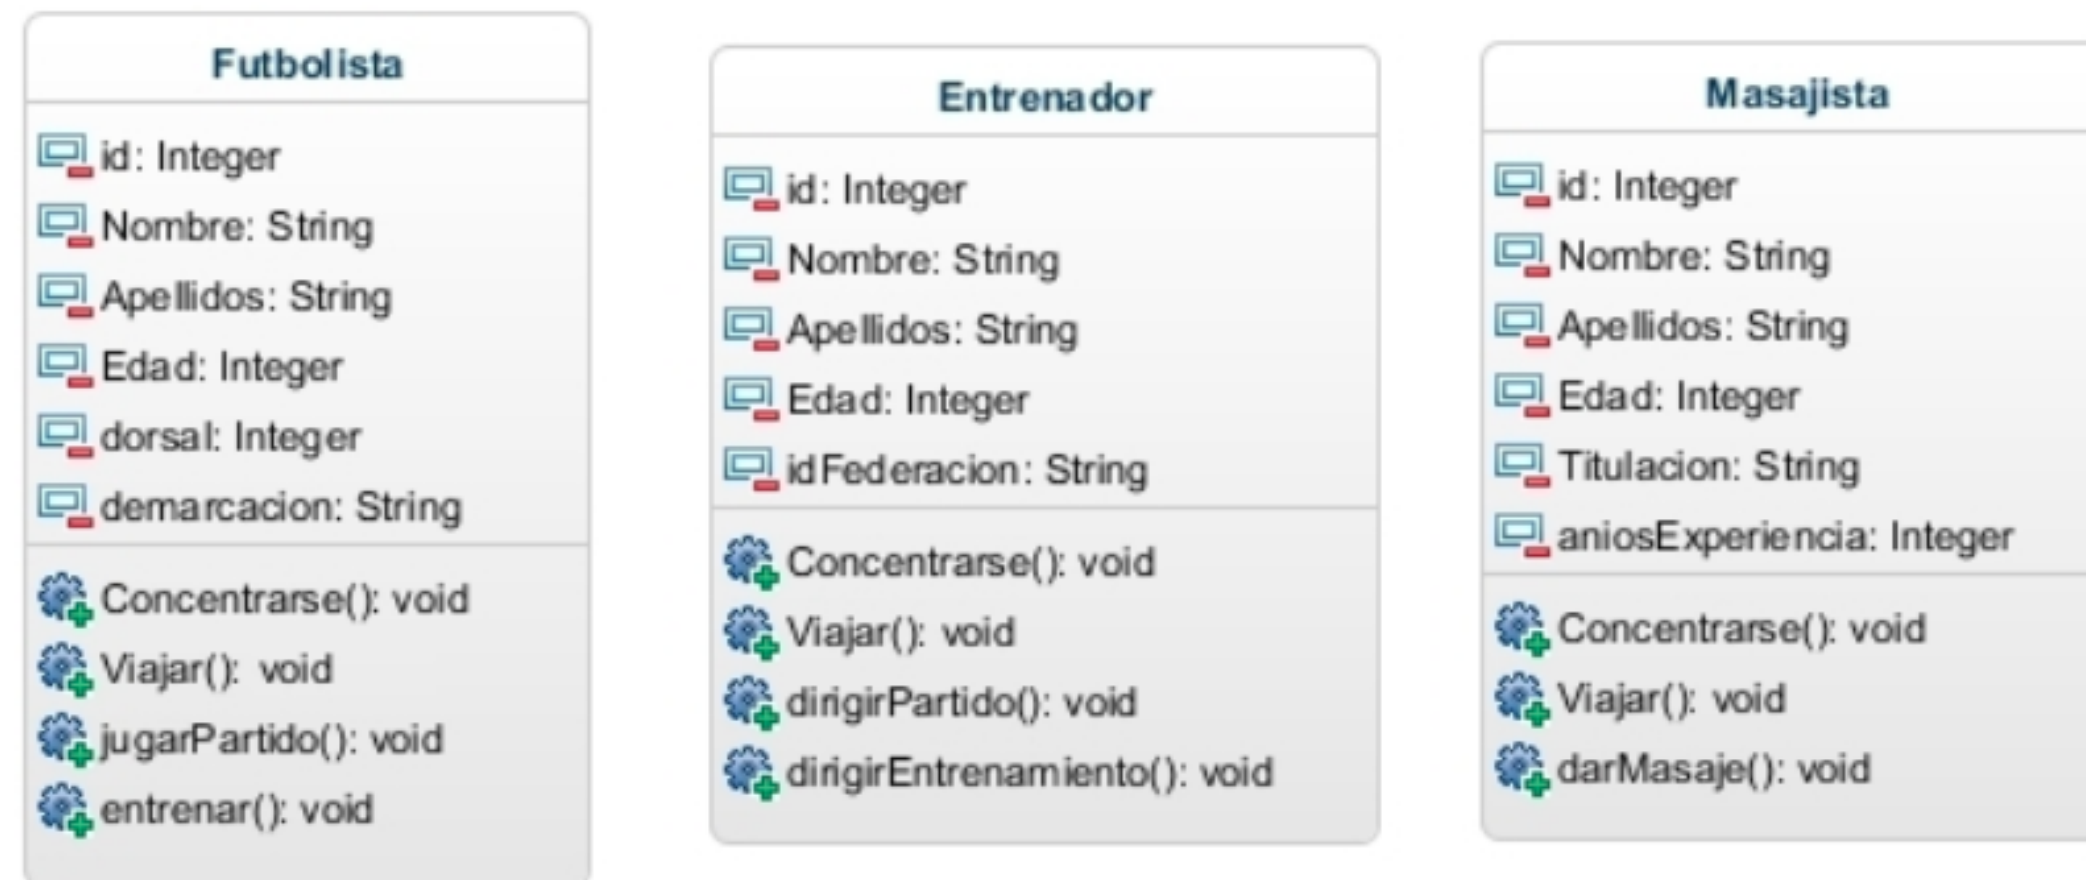 Futbolista
id: Integer
Nombre: String
Apellidos: String
Edad: Integer
dorsal: Integer
demarcacion: String
Concentrarse(): void
Viajar(): void
jugarPartido(): void
entrenar(): void
Entrenador
id: Integer
Nombre: String
Apellidos: String
Edad: Integer
idFederacion: String
Concentrarse(): void
Viajar(): void
dirigirPartido(): void
dirigirEntrenamiento(): void
Masajista
id: Integer
Nombre: String
Apellidos: String
Edad: Integer
Titulacion: String
aniosExperiencia: Integer
Concentrarse(): void
Viajar(): void
darMasaje(): void